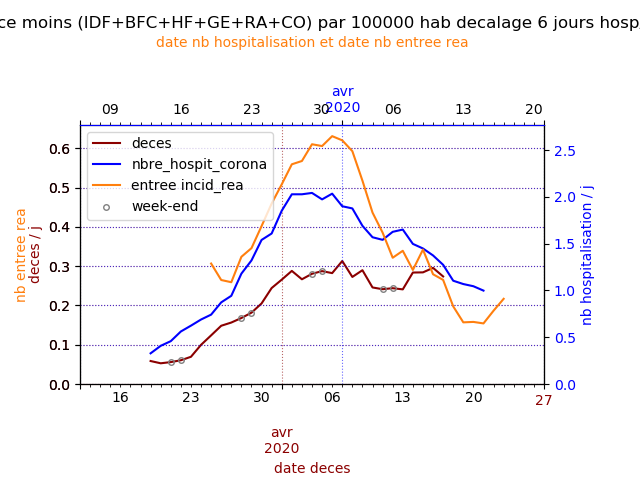 ce moins (IDF+BFC+HF+GE+RA+CO) par 100000 hab decalage 6 jours hosp
date nb hospitalisation et date nb entree rea
avr
2020
09 16 23 30 06 13 20
deces
nbre_hospit_corona
entree incid_rea
week-end
0.6
0.5
0.4
0.3
0.2
0.1
0.0
nb entree rea
deces / j
2.5
2.0
1.5
1.0
0.5
0.0
nb hospitalisation / j
16 23 30 06 13 20 27
avr
2020
date deces